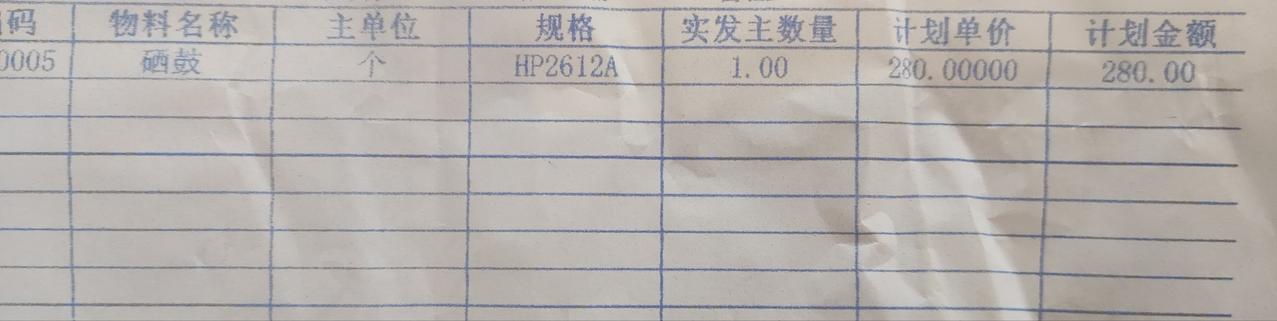 码 物料名称 主单位 规格 实发主数量 计划单价 计划金额
0005 硒鼓 个 HP2612A 1.00 280.00000 280.00